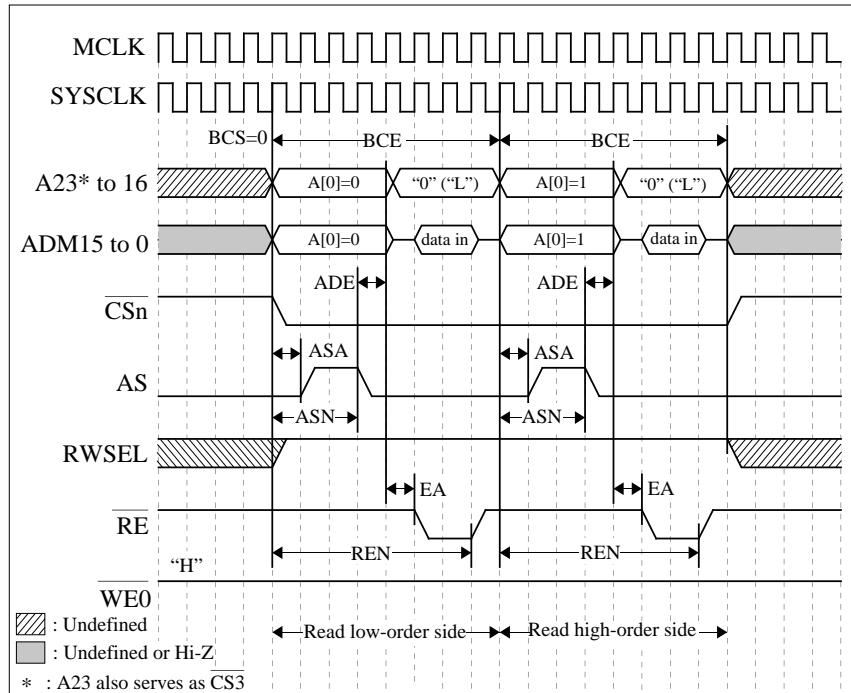 MCLK
SYSCLK
BCS=0 BCE BCE
A23* to 16 A[0]=0 “0” (“L”) A[0]=1 “0” (“L”)
ADM15 to 0 A[0]=0 data in A[0]=1 data in
ADE ADE
CSn
ASA ASA
AS
ASN ASN
RWSEL
EA EA
RE
REN REN
“H”
WE0
: Undefined
Read low-order side Read high-order side
: Undefined or Hi-Z
* : A23 also serves as CS3